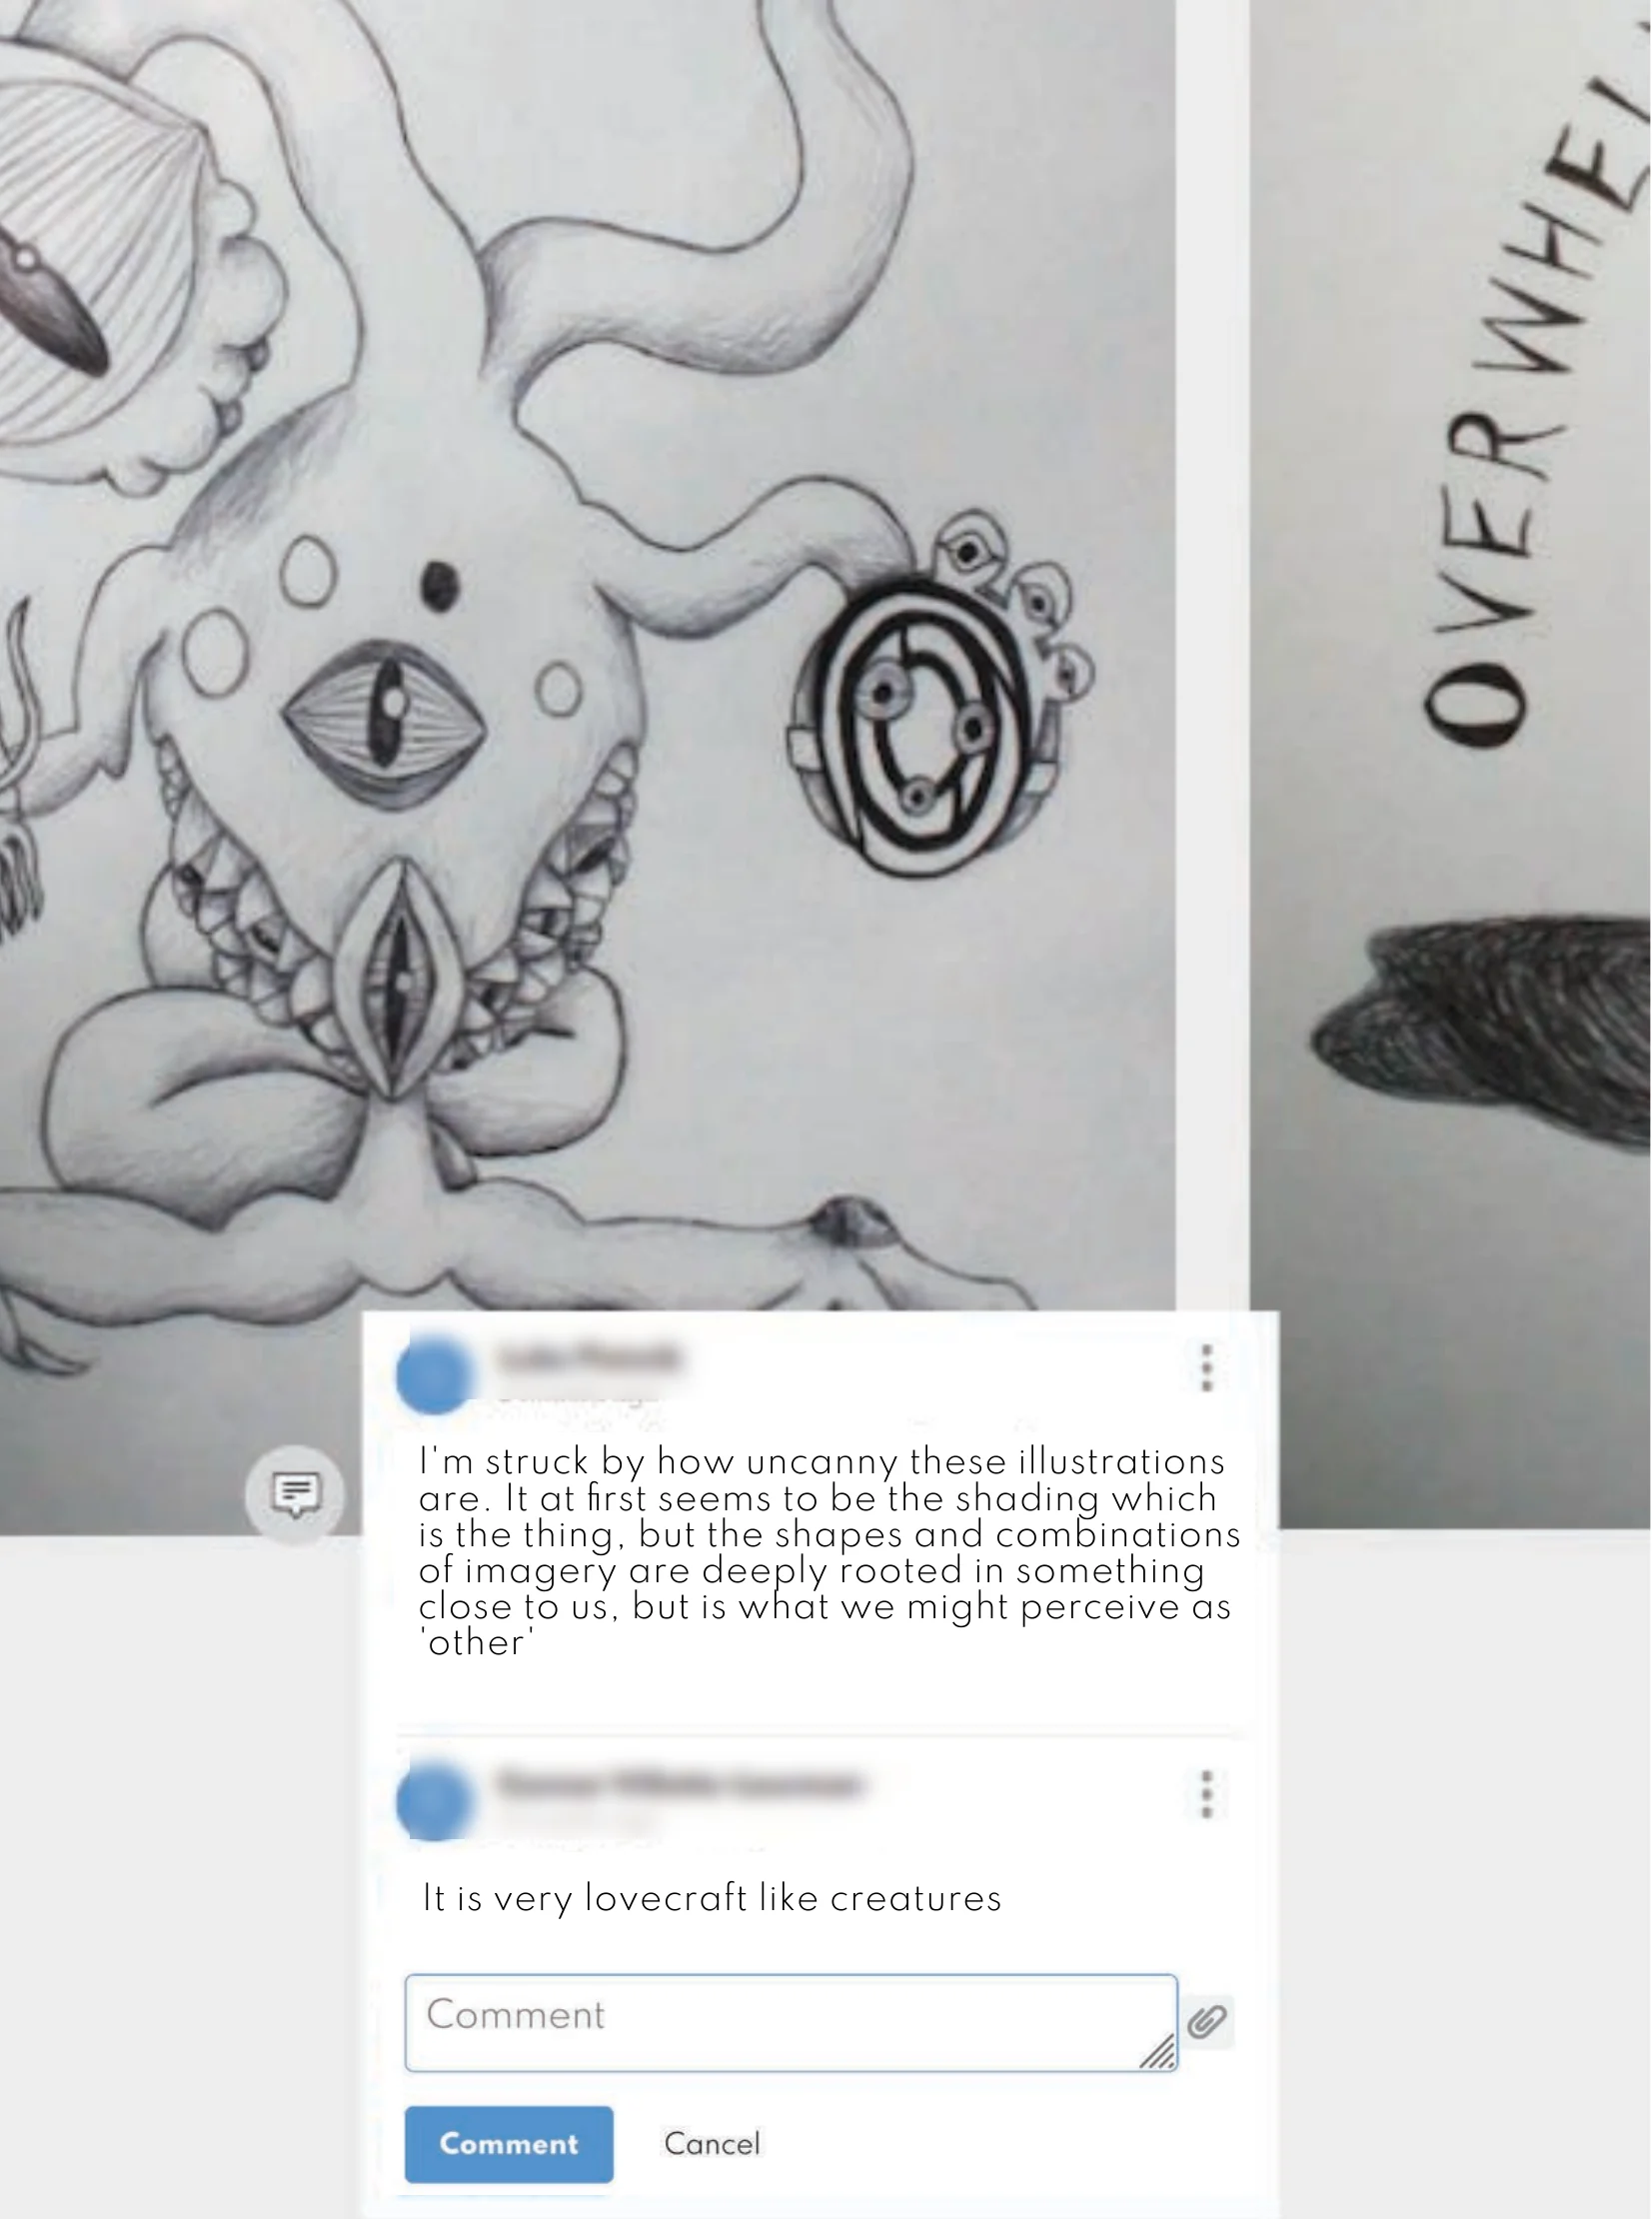 OVERWHEL
I'm struck by how uncanny these illustrations
are. It at first seems to be the shading which
is the thing, but the shapes and combinations
of imagery are deeply rooted in something
close to us, but is what we might perceive as
'other'
It is very lovecraft like creatures
Comment
Comment
Cancel